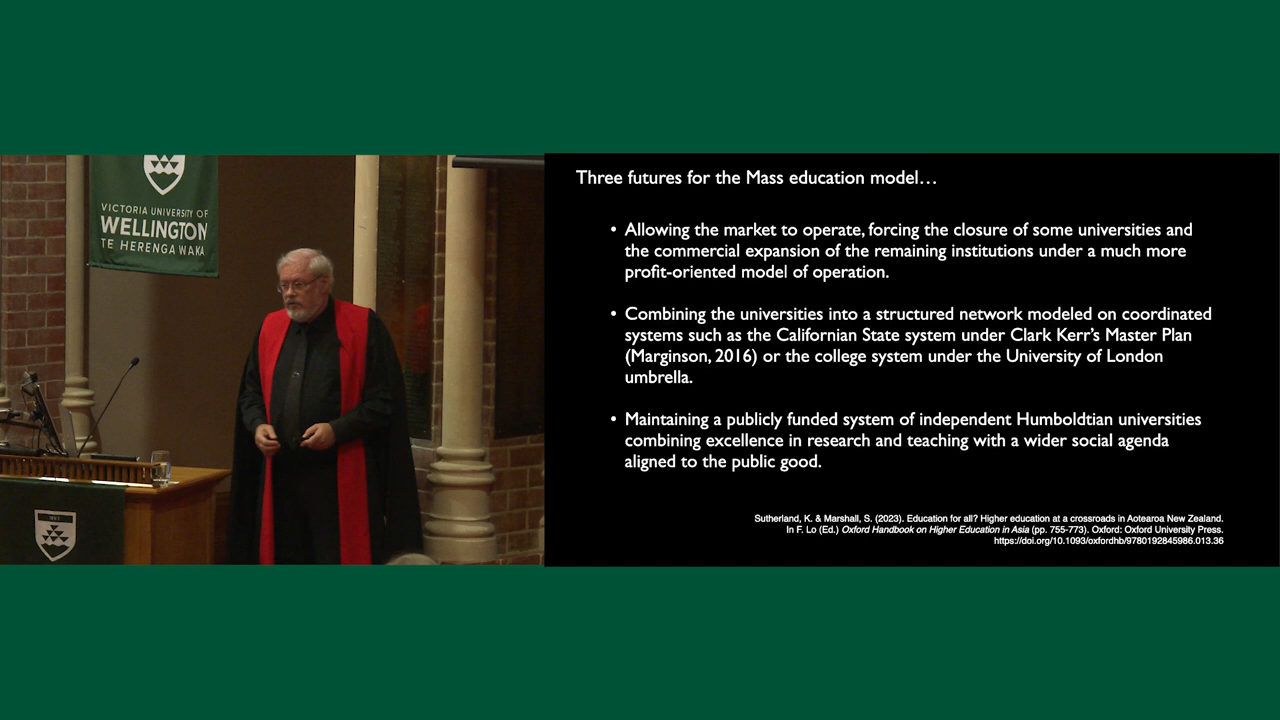 VICTORIA UNIVERSITY OF
WELLINGTON
TE HERENGA WAKA
Three futures for the Mass education model…
• Allowing the market to operate, forcing the closure of some universities and
the commercial expansion of the remaining institutions under a much more
profit-oriented model of operation.
• Combining the universities into a structured network modeled on coordinated
systems such as the Californian State system under Clark Kerr's Master Plan
(Marginson, 2016) or the college system under the University of London
umbrella.
• Maintaining a publicly funded system of independent Humboldtian universities
combining excellence in research and teaching with a wider social agenda
aligned to the public good.
Sutherland, K. & Marshall, S. (2023). Education for all? Higher education at a crossroads in Aotearoa New Zealand.
In F. Lo (Ed.) Oxford Handbook on Higher Education in Asia (pp. 755-773). Oxford: Oxford University Press.
https://doi.org/10.1093/oxfordhb/9780192845986.013.36